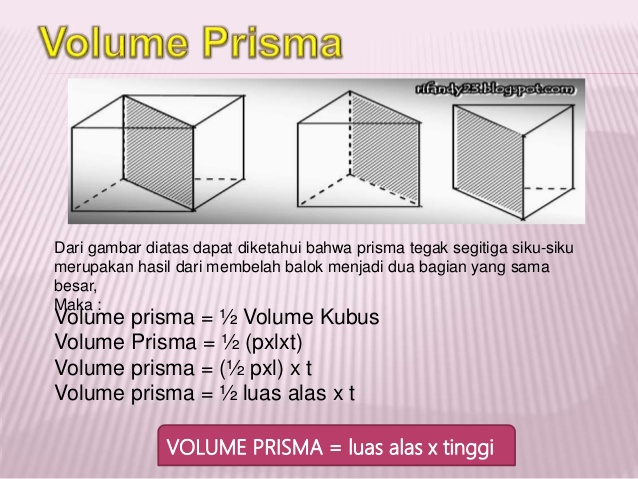 Volume Prisma
rifandy23.blogspot.com
Dari gambar diatas dapat diketahui bahwa prisma tegak segitiga siku-siku
merupakan hasil dari membelah balok menjadi dua bagian yang sama
besar,
Maka :
Volume prisma = ½ Volume Kubus
Volume Prisma = ½ (pxlxt)
Volume prisma = (½ pxl) x t
Volume prisma = ½ luas alas x t
VOLUME PRISMA = luas alas x tinggi